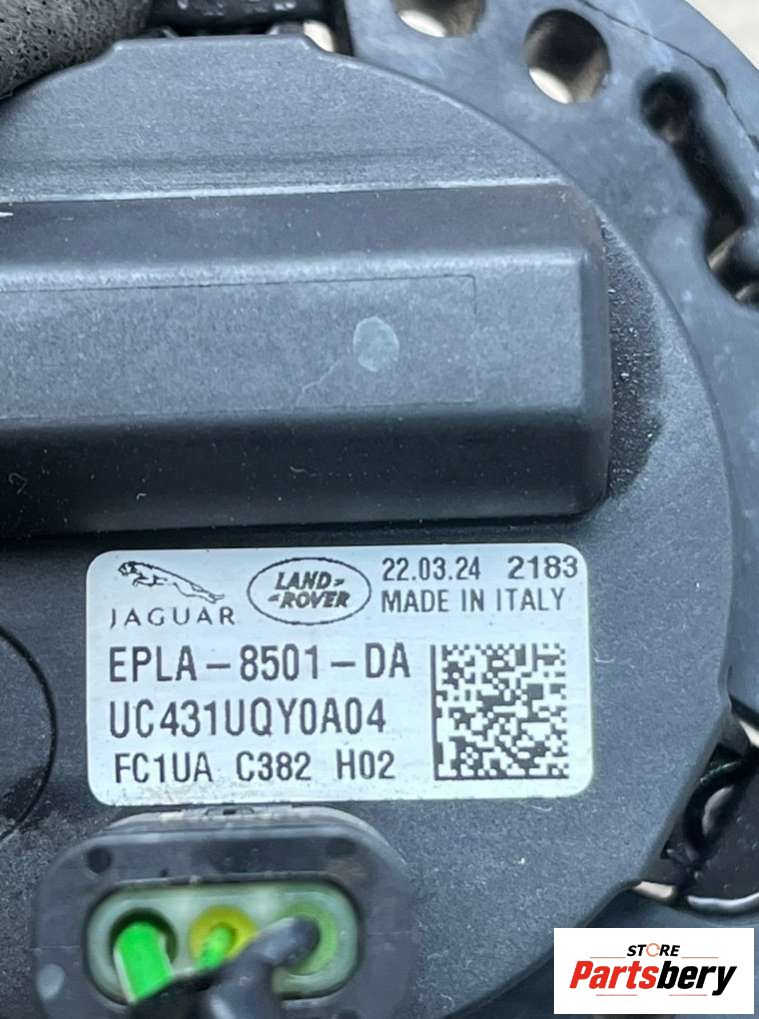 JAGUAR
LAND ROVER
22.03.24 2183
MADE IN ITALY
EPLA-8501-DA
UC431UQY0A04
FC1UA C382 H02
STORE
Partsbery